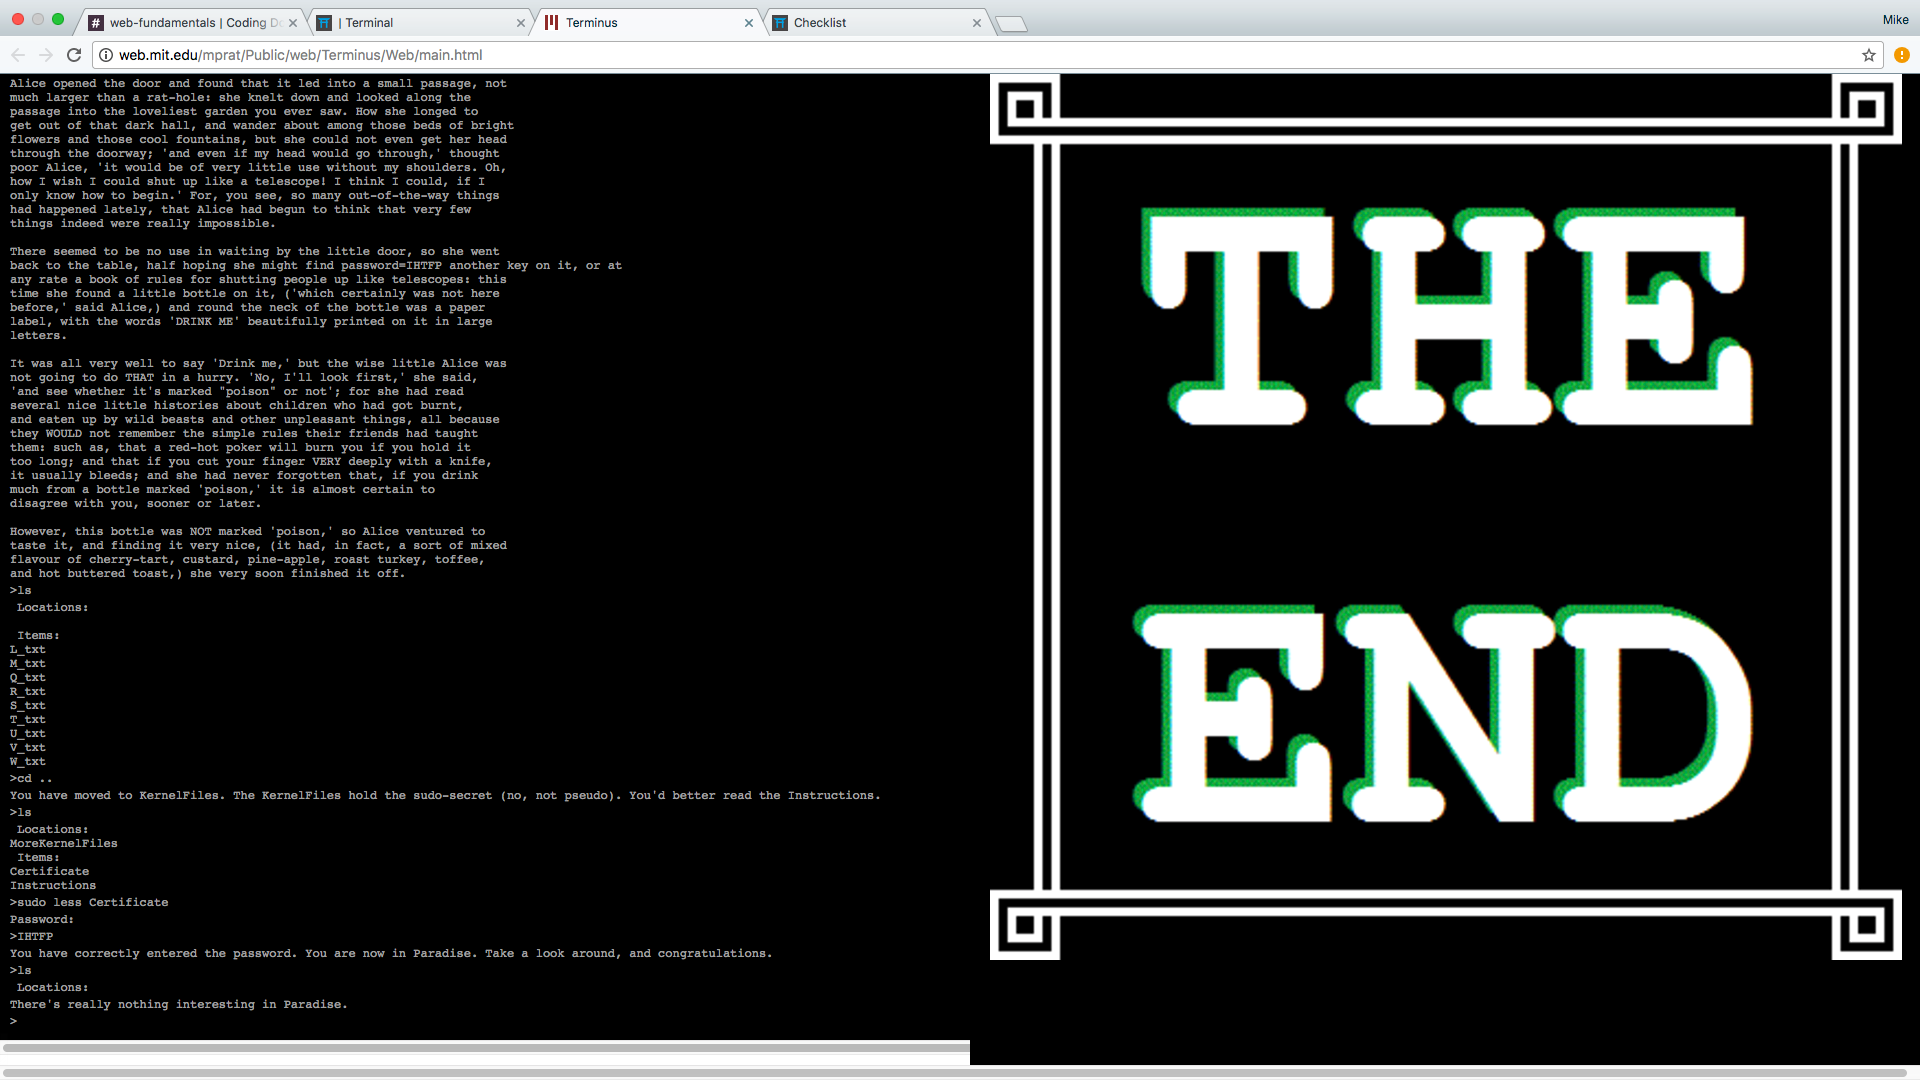 web-fundamentals | Coding D
| Terminal
Terminus
Checklist
Mike
web.mit.edu/mprat/Public/web/Terminus/Web/main.html
Alice opened the door and found that it led into a small passage, not
much larger than a rat-hole: she knelt down and looked along the
passage into the loveliest garden you ever saw. How she longed to
get out of that dark hall, and wander about among those beds of bright
flowers and those cool fountains, but she could not even get her head
through the doorway; 'and even if my head would go through,' thought
poor Alice, 'it would be of very little use without my shoulders. Oh,
how I wish I could shut up like a telescope! I think I could, if I
only know how to begin.' For, you see, so many out-of-the-way things
had happened lately, that Alice had begun to think that very few
things indeed were really impossible.
There seemed to be no use in waiting by the little door, so she went
back to the table, half hoping she might find password=IHTFP another key on it, or at
any rate a book of rules for shutting people up like telescopes: this
time she found a little bottle on it, ('which certainly was not here
before,' said Alice,) and round the neck of the bottle was a paper
label, with the words 'DRINK ME' beautifully printed on it in large
letters.
It was all very well to say 'Drink me,' but the wise little Alice was
not going to do THAT in a hurry. 'No, I'll look first,' she said,
'and see whether it's marked "poison" or not'; for she had read
several nice little histories about children who had got burnt,
and eaten up by wild beasts and other unpleasant things, all because
they WOULD not remember the simple rules their friends had taught
them: such as, that a red-hot poker will burn you if you hold it
too long; and that if you cut your finger VERY deeply with a knife,
it usually bleeds; and she had never forgotten that, if you drink
much from a bottle marked 'poison,' it is almost certain to
disagree with you, sooner or later.
However, this bottle was NOT marked 'poison,' so Alice ventured to
taste it, and finding it very nice, (it had, in fact, a sort of mixed
flavour of cherry-tart, custard, pine-apple, roast turkey, toffee,
and hot buttered toast,) she very soon finished it off.
>ls
Locations:
Items:
L_txt
M_txt
Q_txt
R_txt
S_txt
T_txt
U_txt
V_txt
W_txt
>cd ..
You have moved to KernelFiles. The KernelFiles hold the sudo-secret (no, not pseudo). You'd better read the Instructions.
>ls
Locations:
MoreKernelFiles
Items:
Certificate
Instructions
>sudo less Certificate
Password:
>IHTFP
You have correctly entered the password. You are now in Paradise. Take a look around, and congratulations.
>ls
Locations:
There's really nothing interesting in Paradise.
>
THE
END